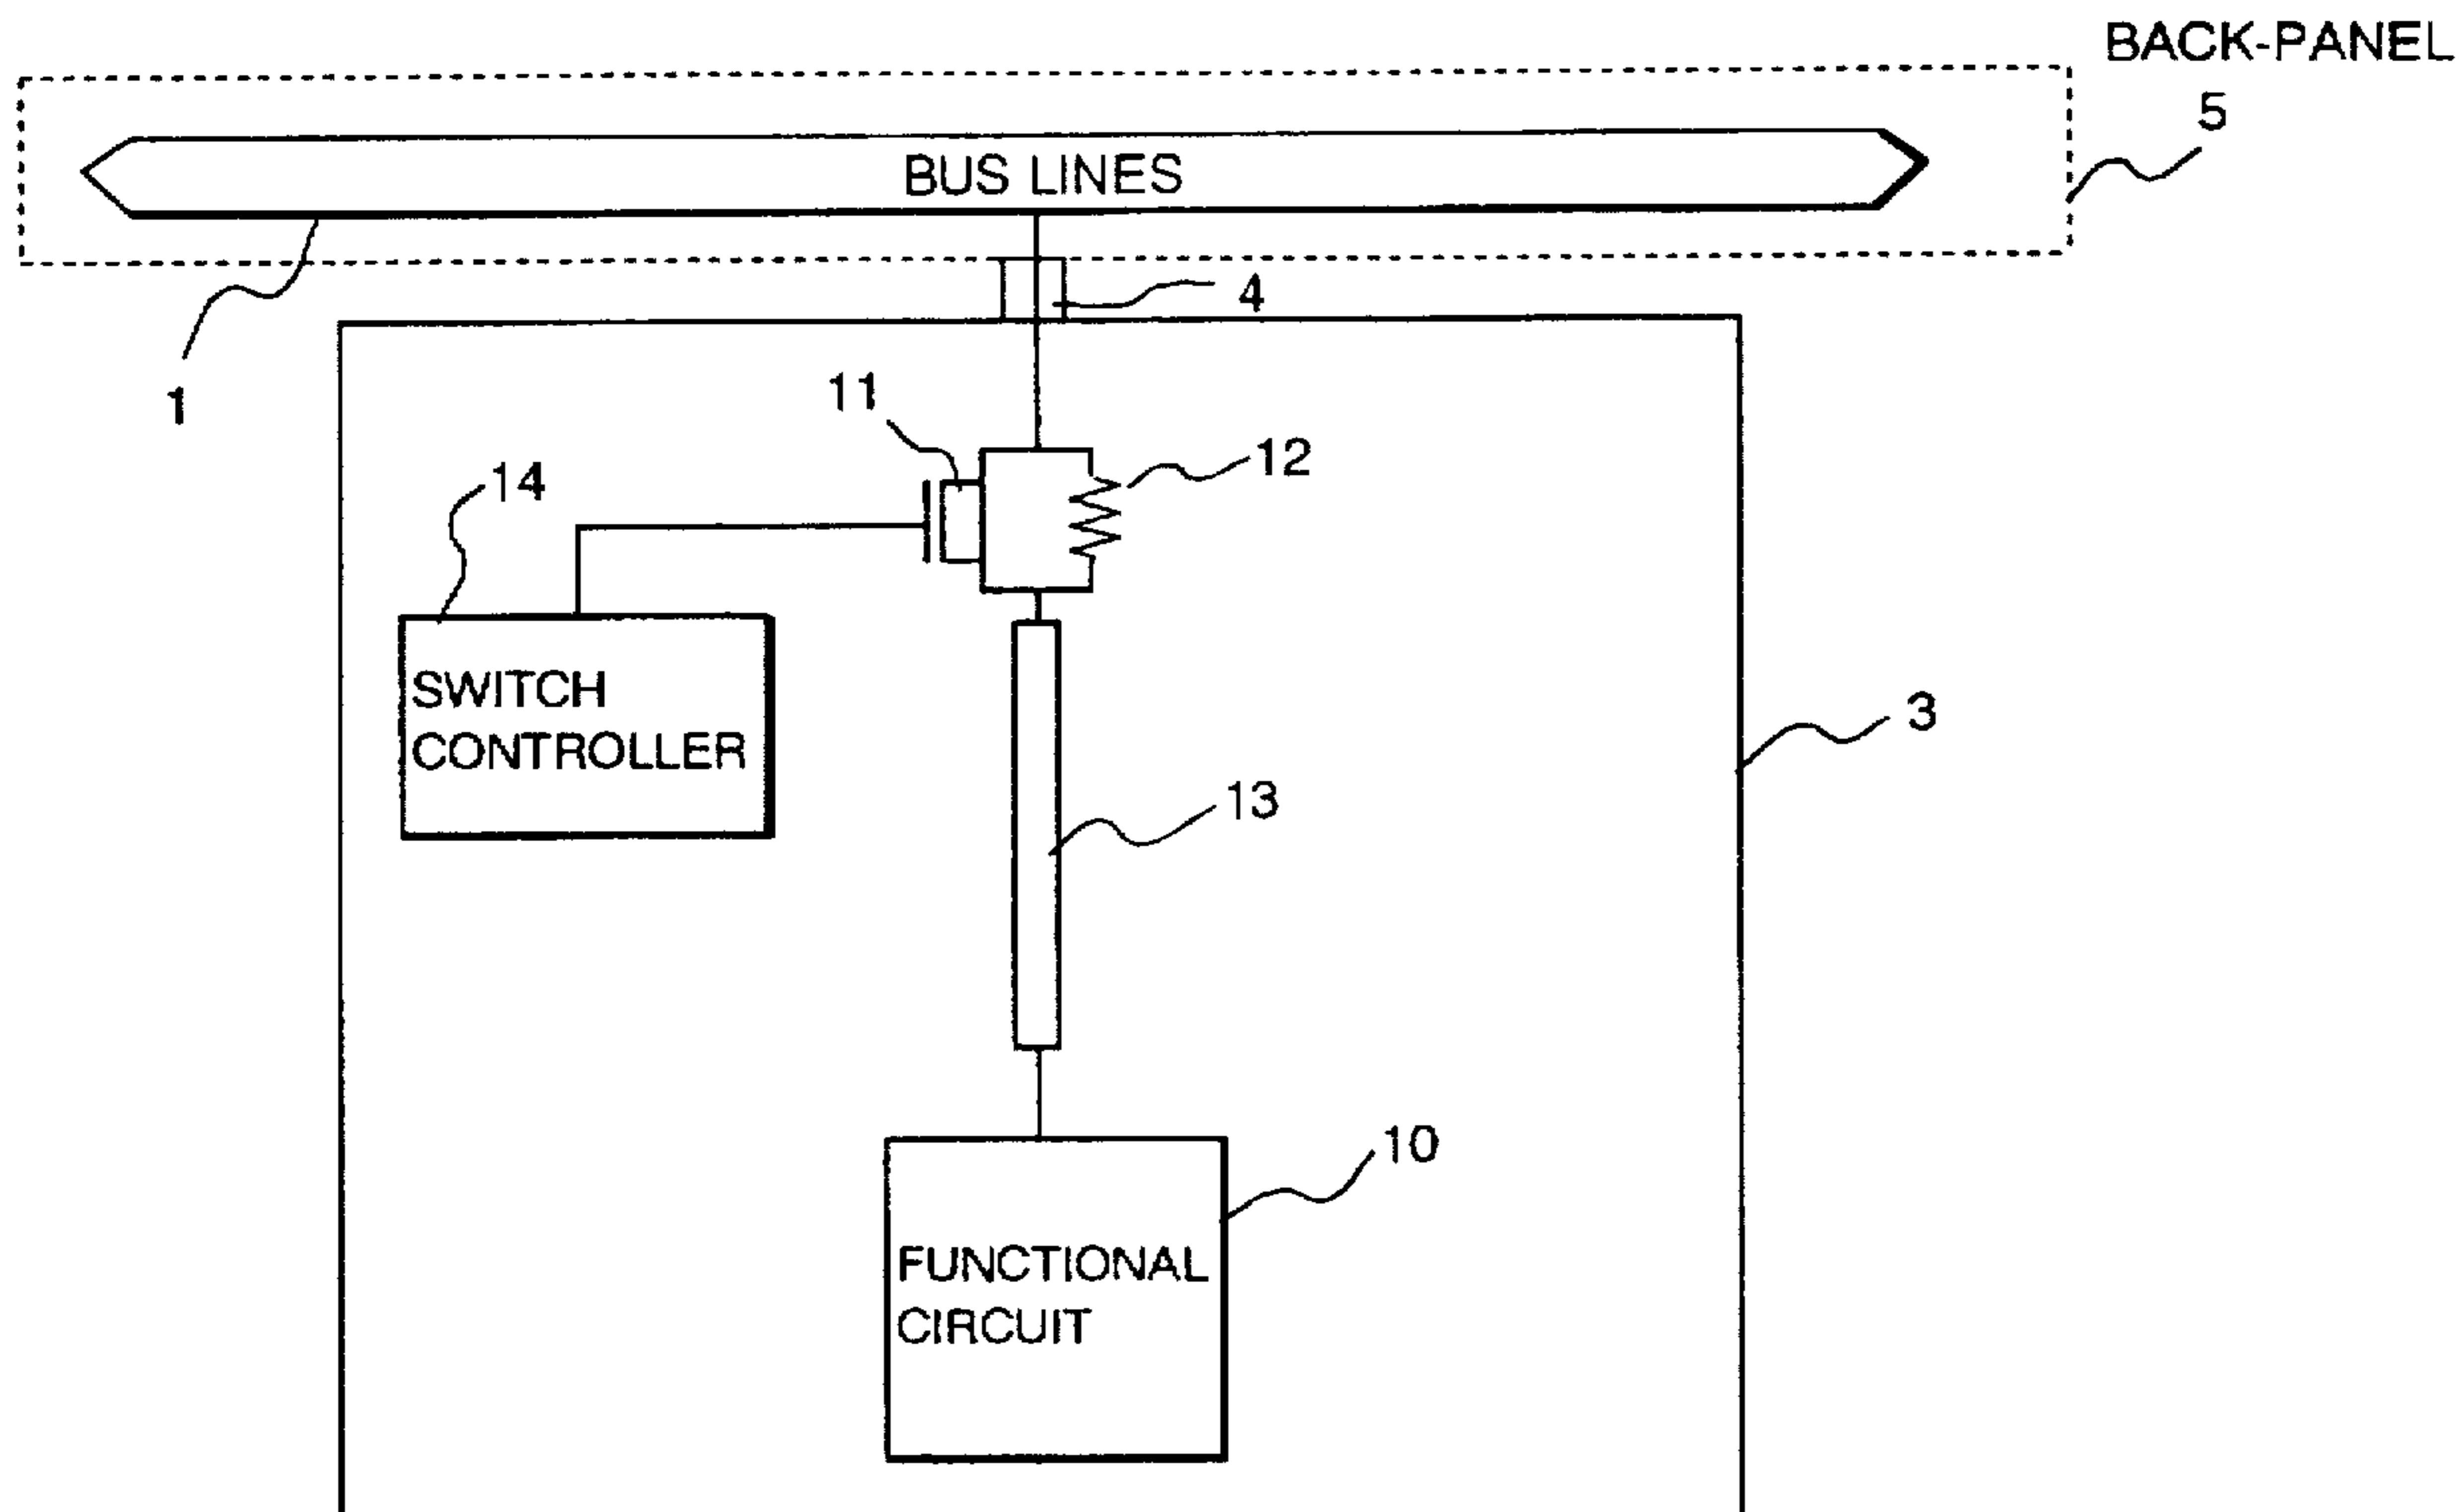 BACK-PANEL
5
BUS LINES
4
1
11
12
14
SWITCH
CONTROLLER
3
13
10
FUNCTIONAL
CIRCUIT